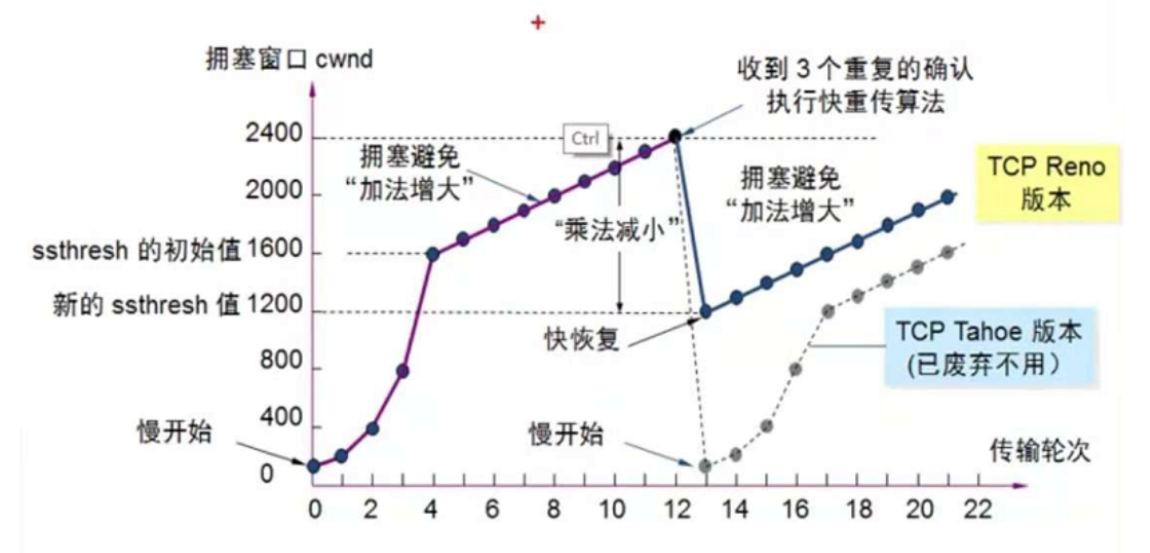 拥塞窗口 cwnd
收到 3 个重复的确认
执行快重传算法
2400
Ctrl
拥塞避免
“加法增大”
拥塞避免
“加法增大”
TCP Reno
版本
2000
“乘法减小”
ssthresh 的初始值 1600
新的 ssthresh 值 1200
快恢复
TCP Tahoe 版本
(已废弃不用）
800
400
慢开始
慢开始
传输轮次
0
0 2 4 6 8 10 12 14 16 18 20 22